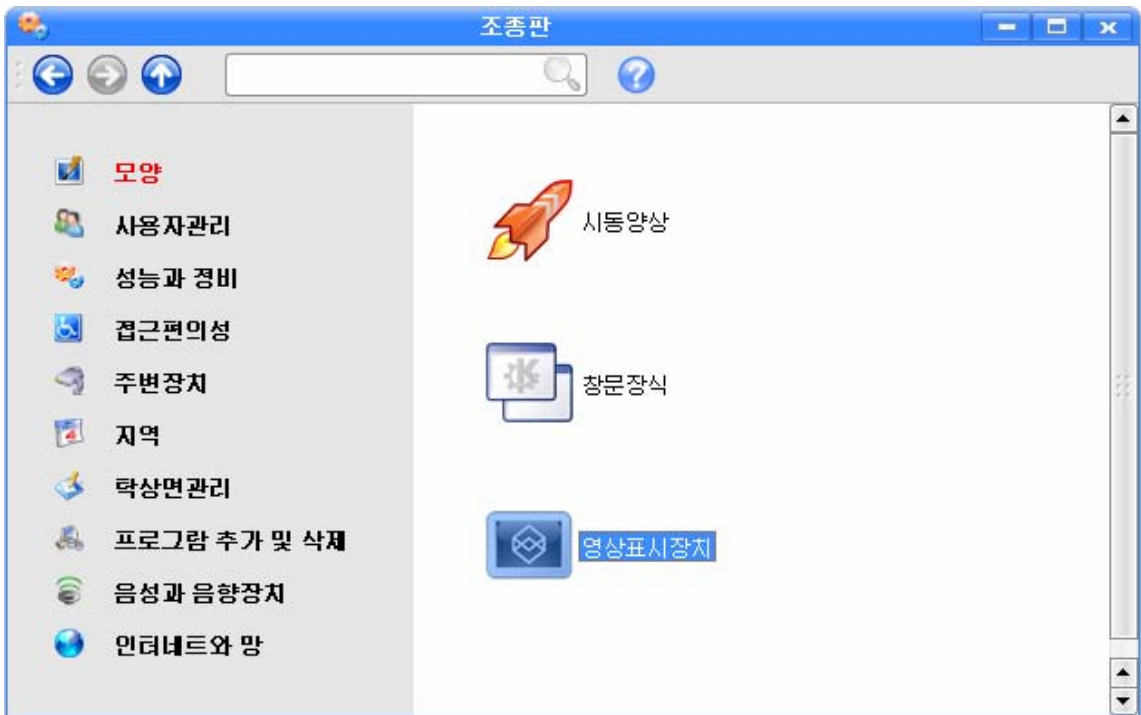 조종판
모양
사용자관리
성능과 정비
접근편의성
주변장치
지역
탁상면관리
프로그람 추가 및 삭제
음성과 음향장치
인터네트와 망
시동양상
창문장식
영상표시장치